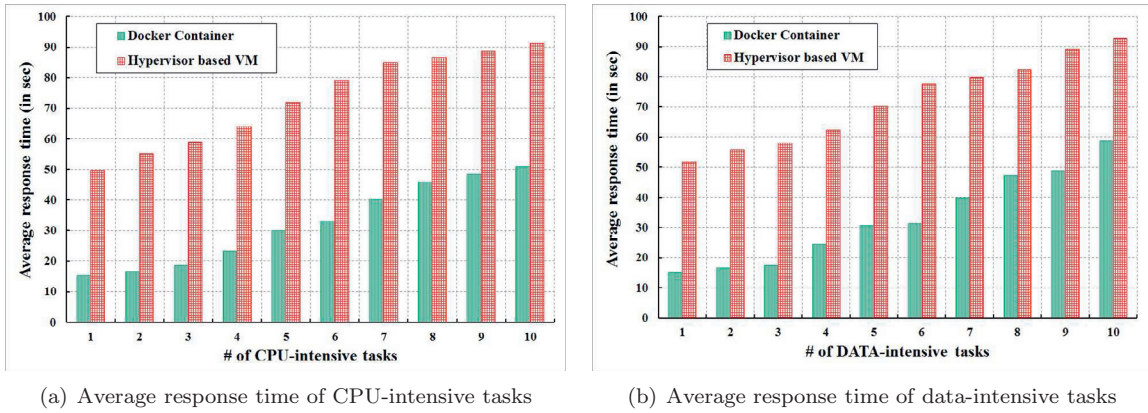 Average response time (in sec)
100
90
80
70
60
50
40
30
20
10
0
Docker Container
Hypervisor based VM
1 2 3 4 5 6 7 8 9 10
# of CPU-intensive tasks
(a) Average response time of CPU-intensive tasks
Average response time (in sec)
100
90
80
70
60
50
40
30
20
10
0
Docker Container
Hypervisor based VM
1 2 3 4 5 6 7 8 9 10
# of DATA-intensive tasks
(b) Average response time of data-intensive tasks